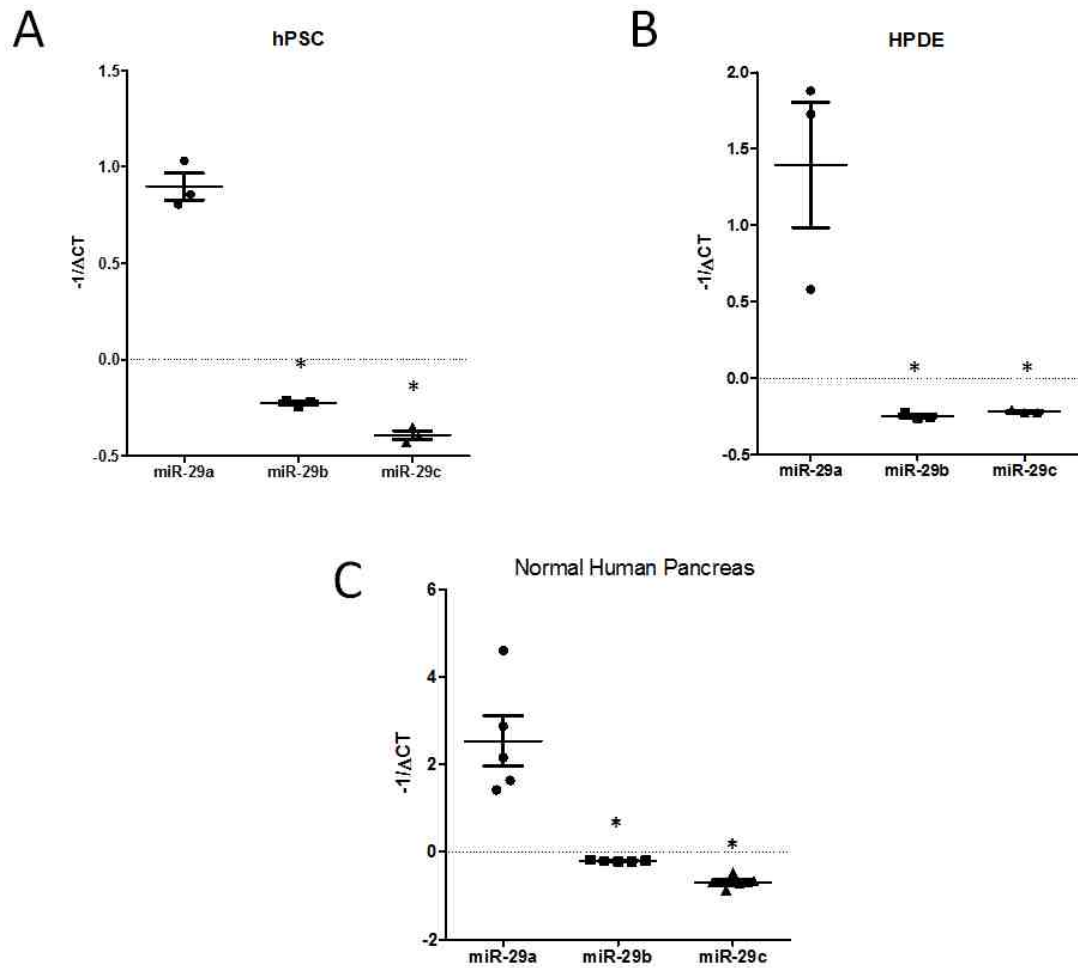 A
hPSC
-1/ΔCT
1.5
1.0
0.5
0.0
-0.5
*
*
miR-29a miR-29b miR-29c
B
HPDE
-1/ΔCT
2.0
1.5
1.0
0.5
0.0
-0.5
* *
miR-29a miR-29b miR-29c
C
Normal Human Pancreas
-1/ΔCT
6
4
2
0
-2
*
*
miR-29a miR-29b miR-29c